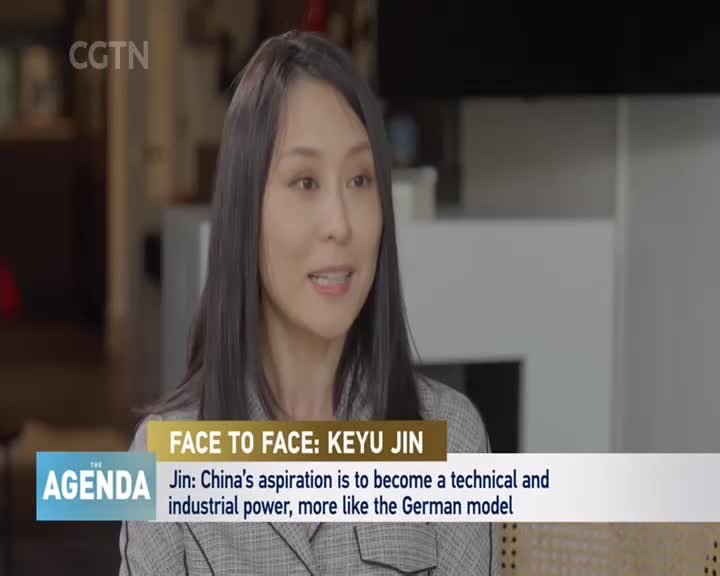 CGTN
FACE TO FACE: KEYU JIN
THE
AGENDA
Jin: China's aspiration is to become a technical and
industrial power, more like the German model